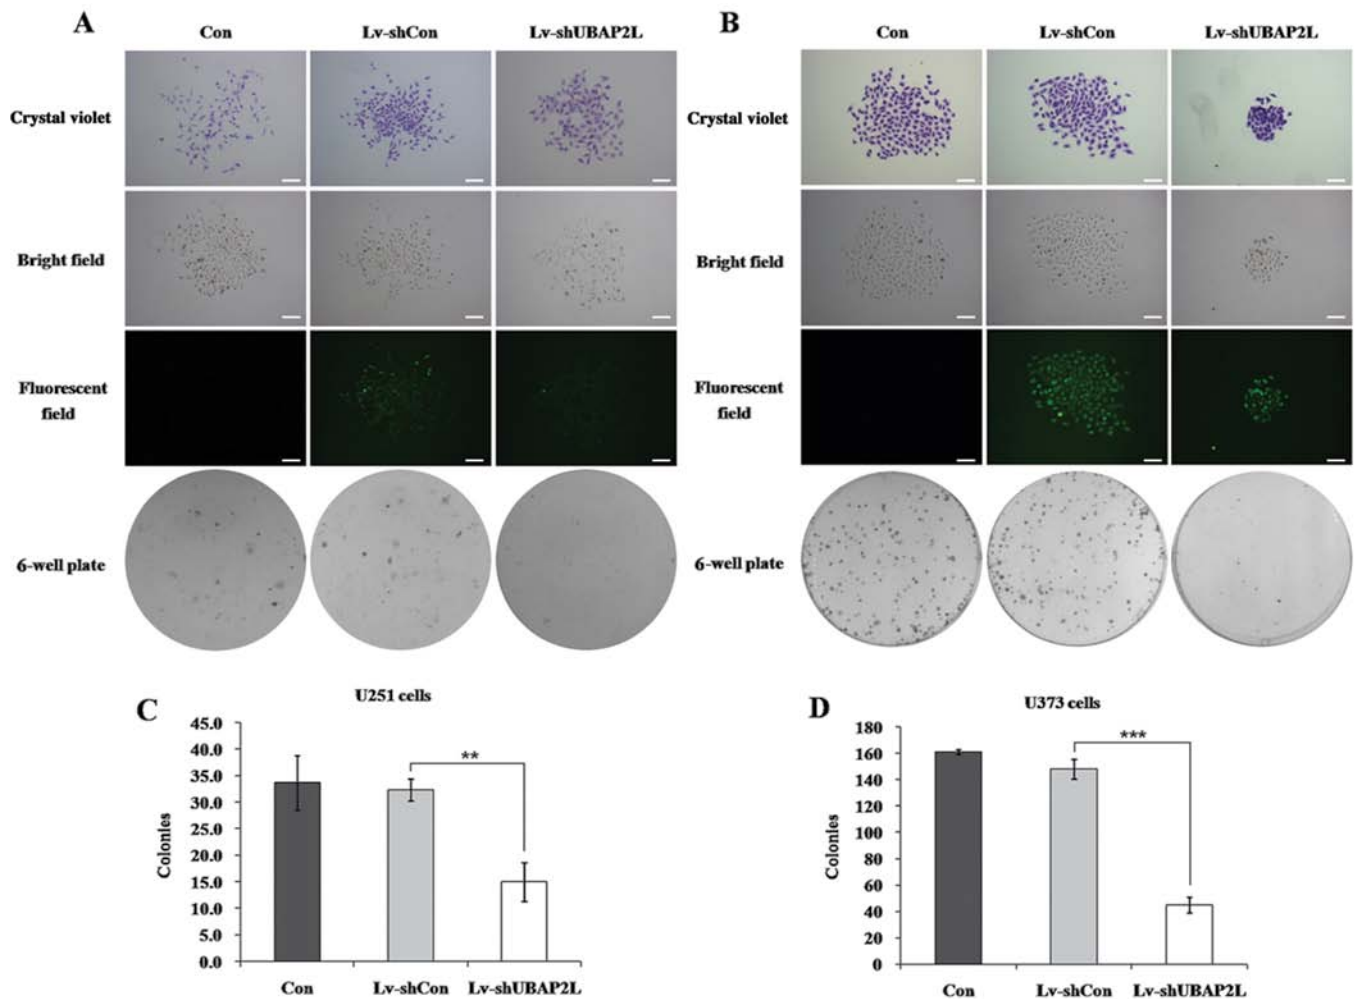 A
Con Lv-shCon Lv-shUBAP2L
Crystal violet
Bright field
Fluorescent
field
6-well plate
B
Con Lv-shCon Lv-shUBAP2L
Crystal violet
Bright field
Fluorescent
field
6-well plate
C
U251 cells
Colonies
45.0
40.0
35.0
30.0
25.0
20.0
15.0
10.0
5.0
0.0
**
Con Lv-shCon Lv-shUBAP2L
D
U373 cells
Colonies
180
160
140
120
100
80
60
40
20
0
***
Con Lv-shCon Lv-shUBAP2L